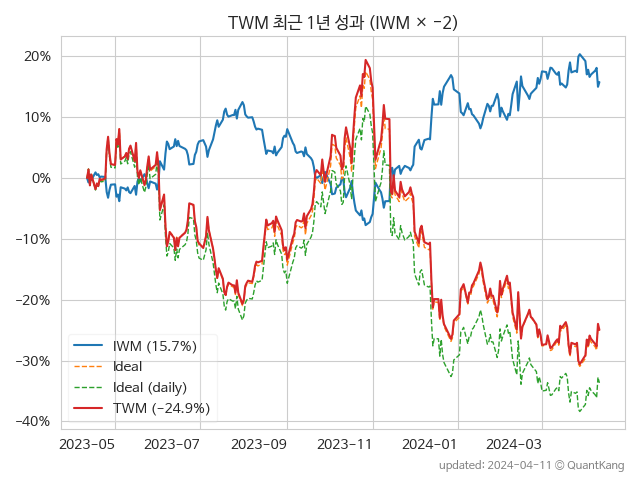 TWM 최근 1년 성과 (IWM × −2)
20%
10%
0%
−10%
−20%
−30%
−40%
IWM (15.7%)
Ideal
Ideal (daily)
TWM (−24.9%)
2023−05
2023−07
2023−09
2023−11
2024−01
2024−03
updated: 2024−04−11 © QuantKang